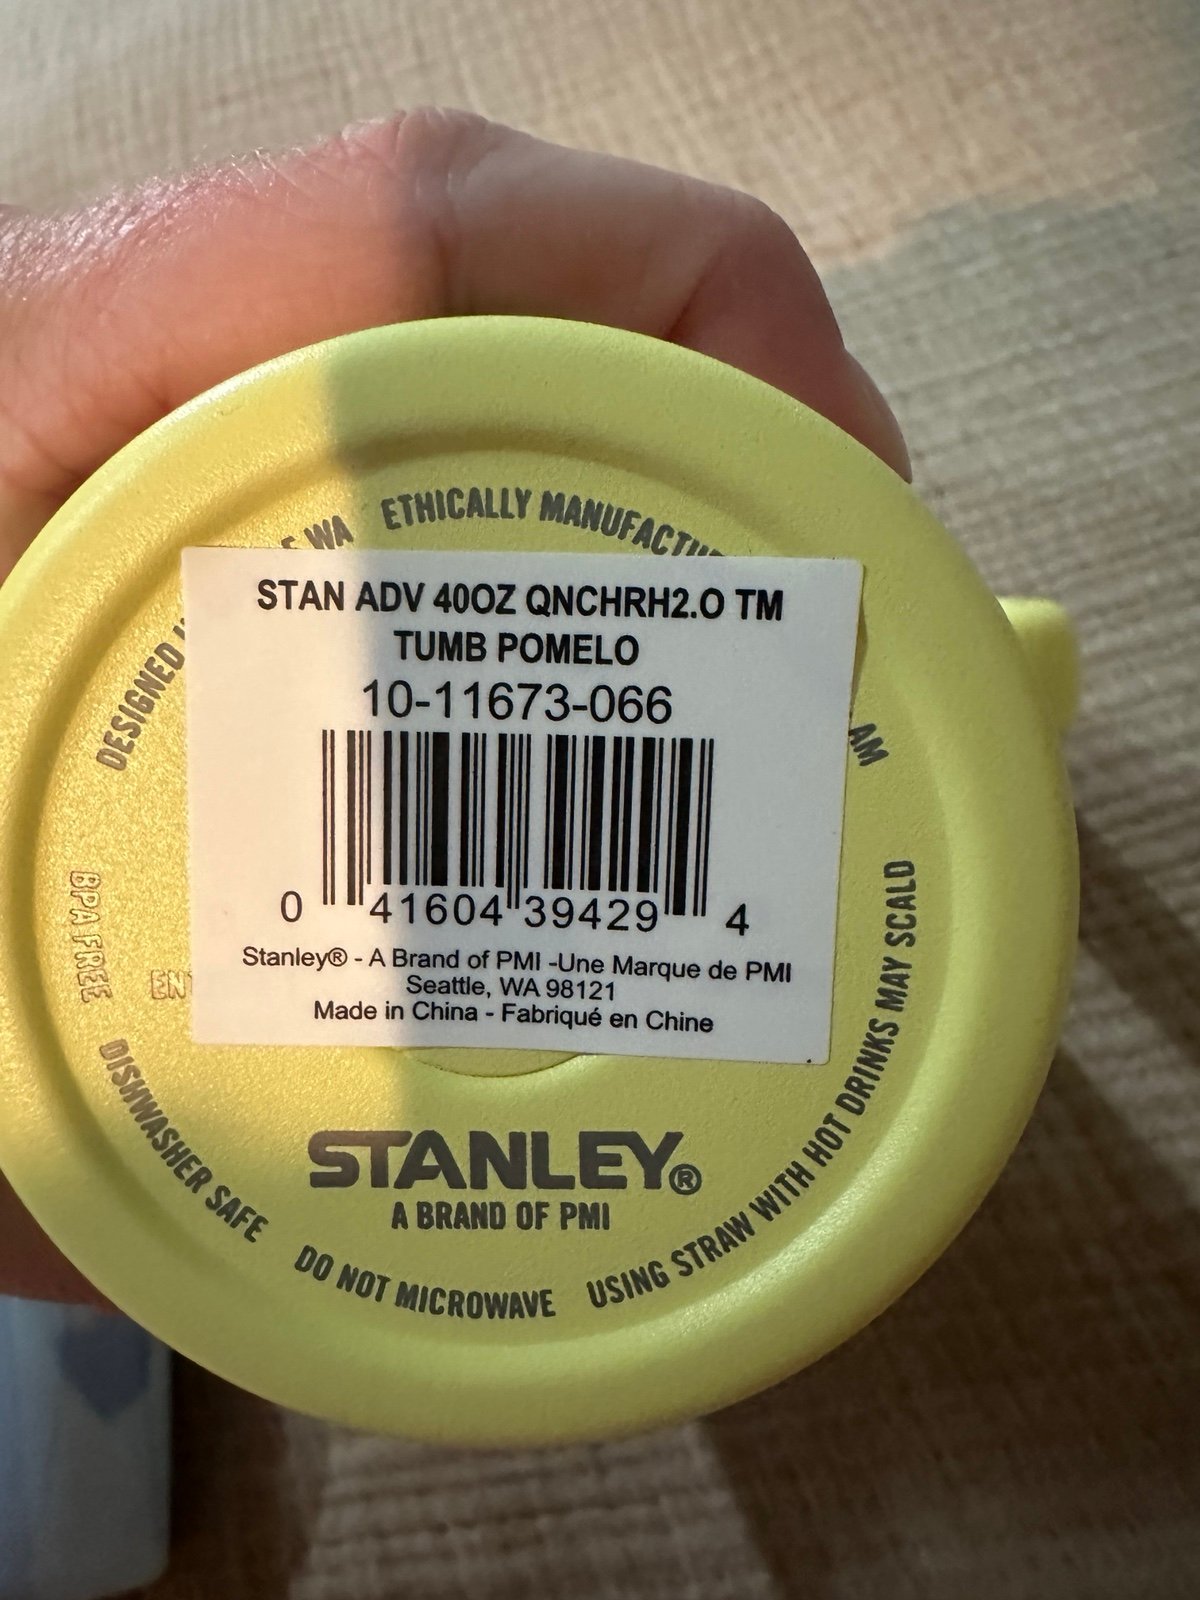 STAN ADV 40OZ QNCHRH2.O TM
TUMB POMELO
10-11673-066
0 41604 39429 4
Stanley® - A Brand of PMI -Une Marque de PMI
Seattle, WA 98121
Made in China - Fabriqué en Chine
STANLEY®
A BRAND OF PMI
DESIGNED
WA
ETHICALLY
AM
BPA FREE
DISHWASHER SAFE
DO NOT MICROWAVE
USING STRAW WITH HOT DRINKS MAY SCALD